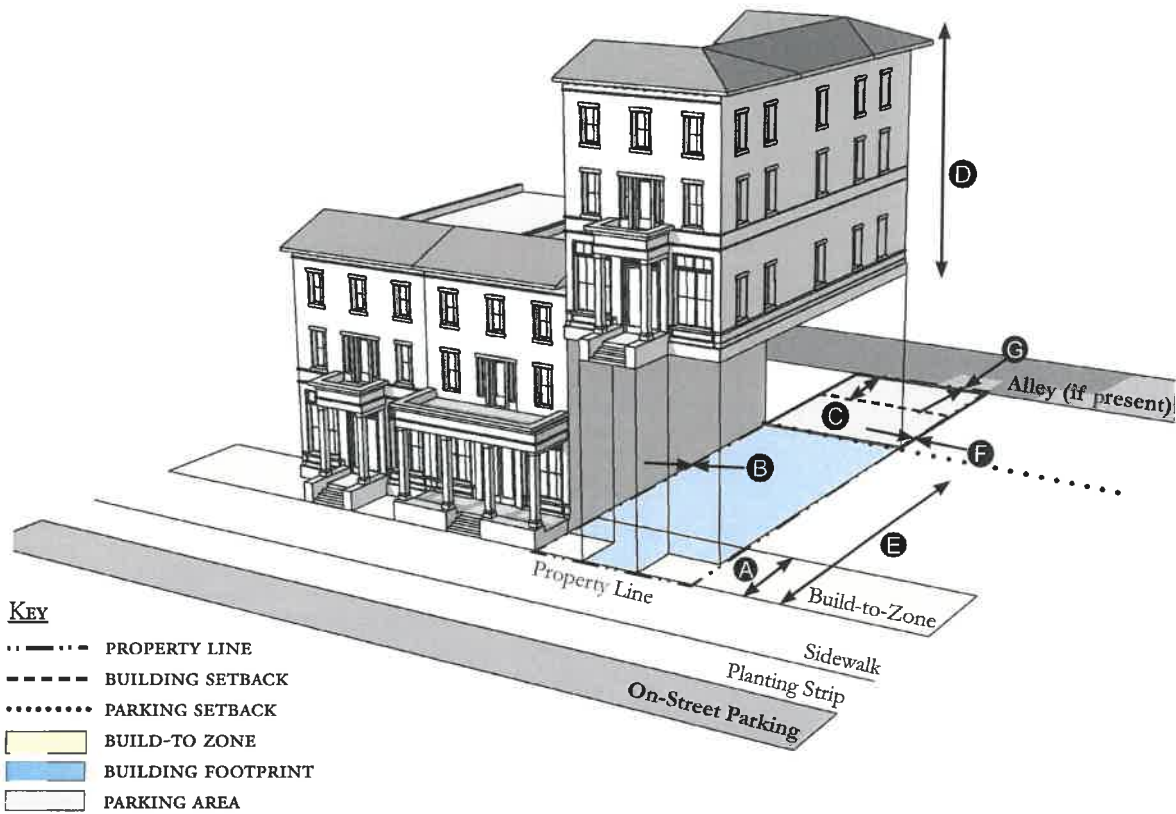 D
G
Alley (if present)
C
F
B
E
A
Property Line
Build-to-Zone
Sidewalk
Planting Strip
On-Street Parking
KEY
PROPERTY LINE
BUILDING SETBACK
PARKING SETBACK
BUILD-TO ZONE
BUILDING FOOTPRINT
PARKING AREA